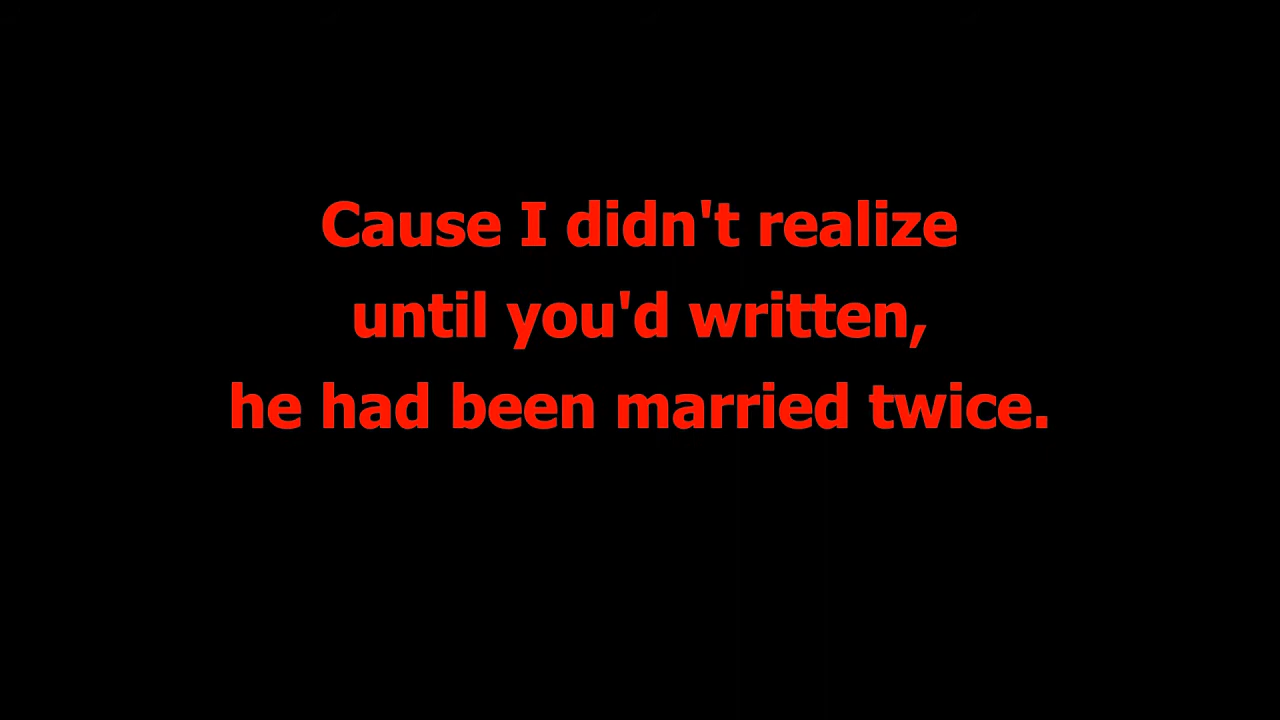 Cause I didn't realize
until you'd written,
he had been married twice.